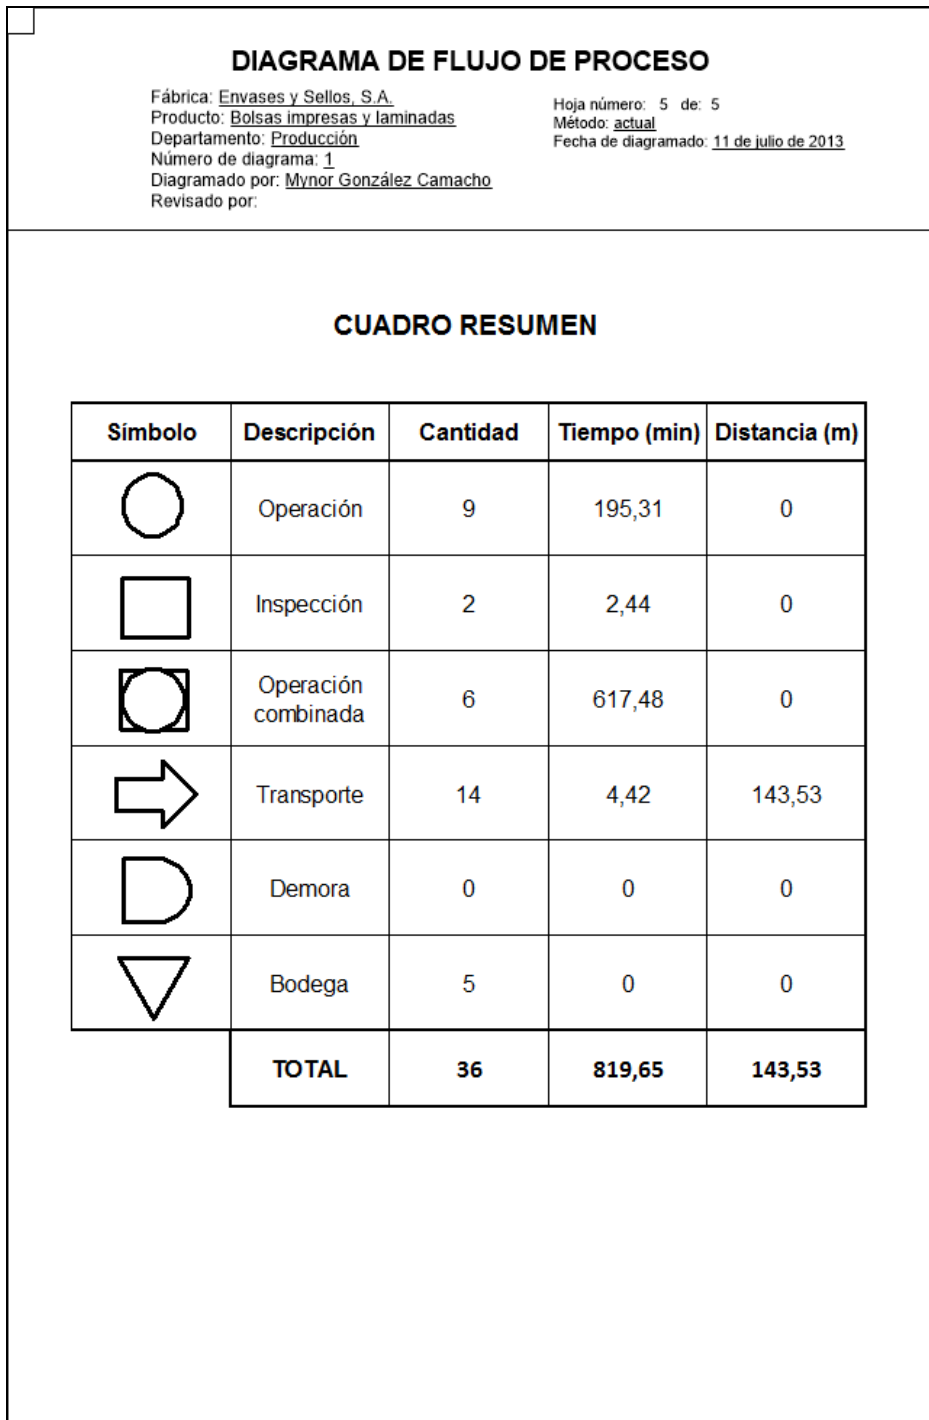 DIAGRAMA DE FLUJO DE PROCESO
Fábrica: Envases y Sellos, S.A.
Producto: Bolsas impresas y laminadas
Departamento: Producción
Número de diagrama: 1
Diagramado por: Mynor González Camacho
Revisado por:
Hoja número: 5 de: 5
Método: actual
Fecha de diagramado: 11 de julio de 2013
CUADRO RESUMEN
Símbolo Descripción Cantidad Tiempo (min) Distancia (m)
Operación 9 195,31 0
Inspección 2 2,44 0
Operación
combinada 6 617,48 0
Transporte 14 4,42 143,53
Demora 0 0 0
Bodega 5 0 0
TOTAL 36 819,65 143,53